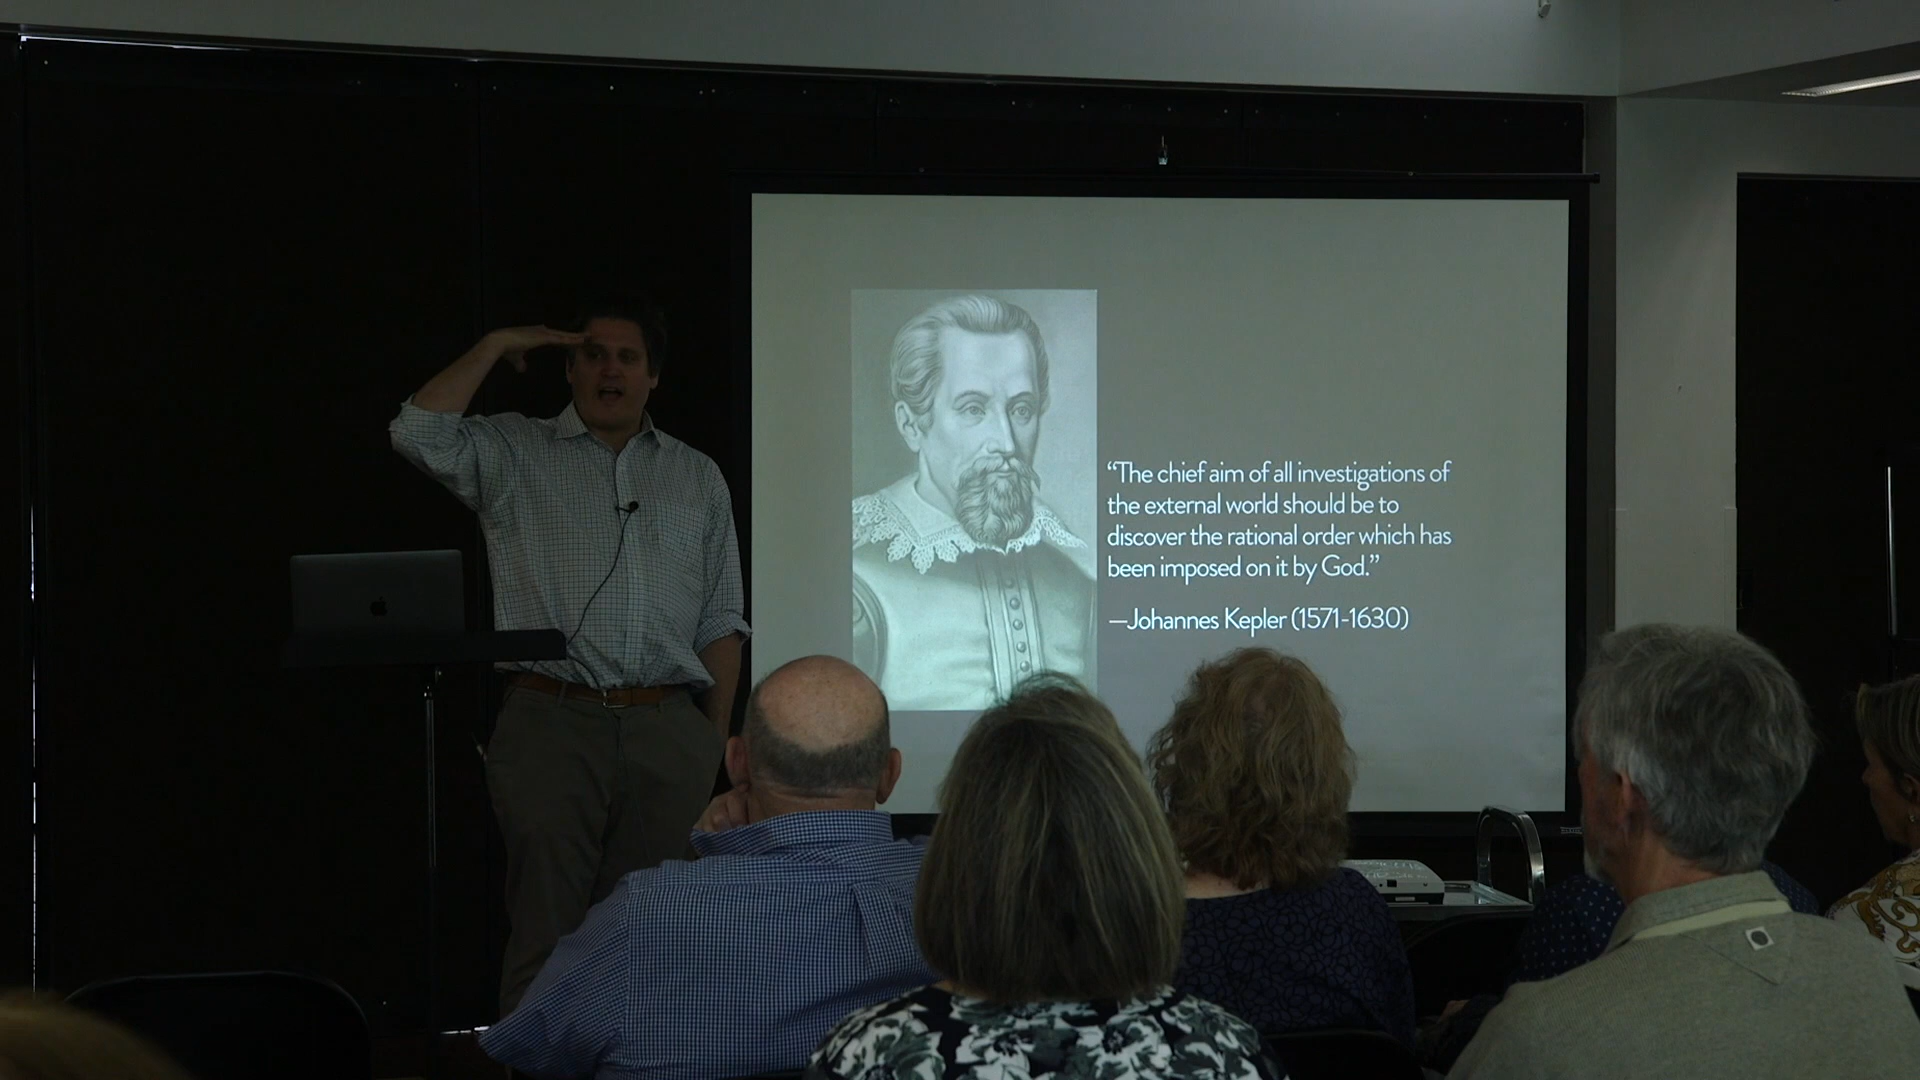 “The chief aim of all investigations of
the external world should be to
discover the rational order which has
been imposed on it by God.”
—Johannes Kepler (1571-1630)